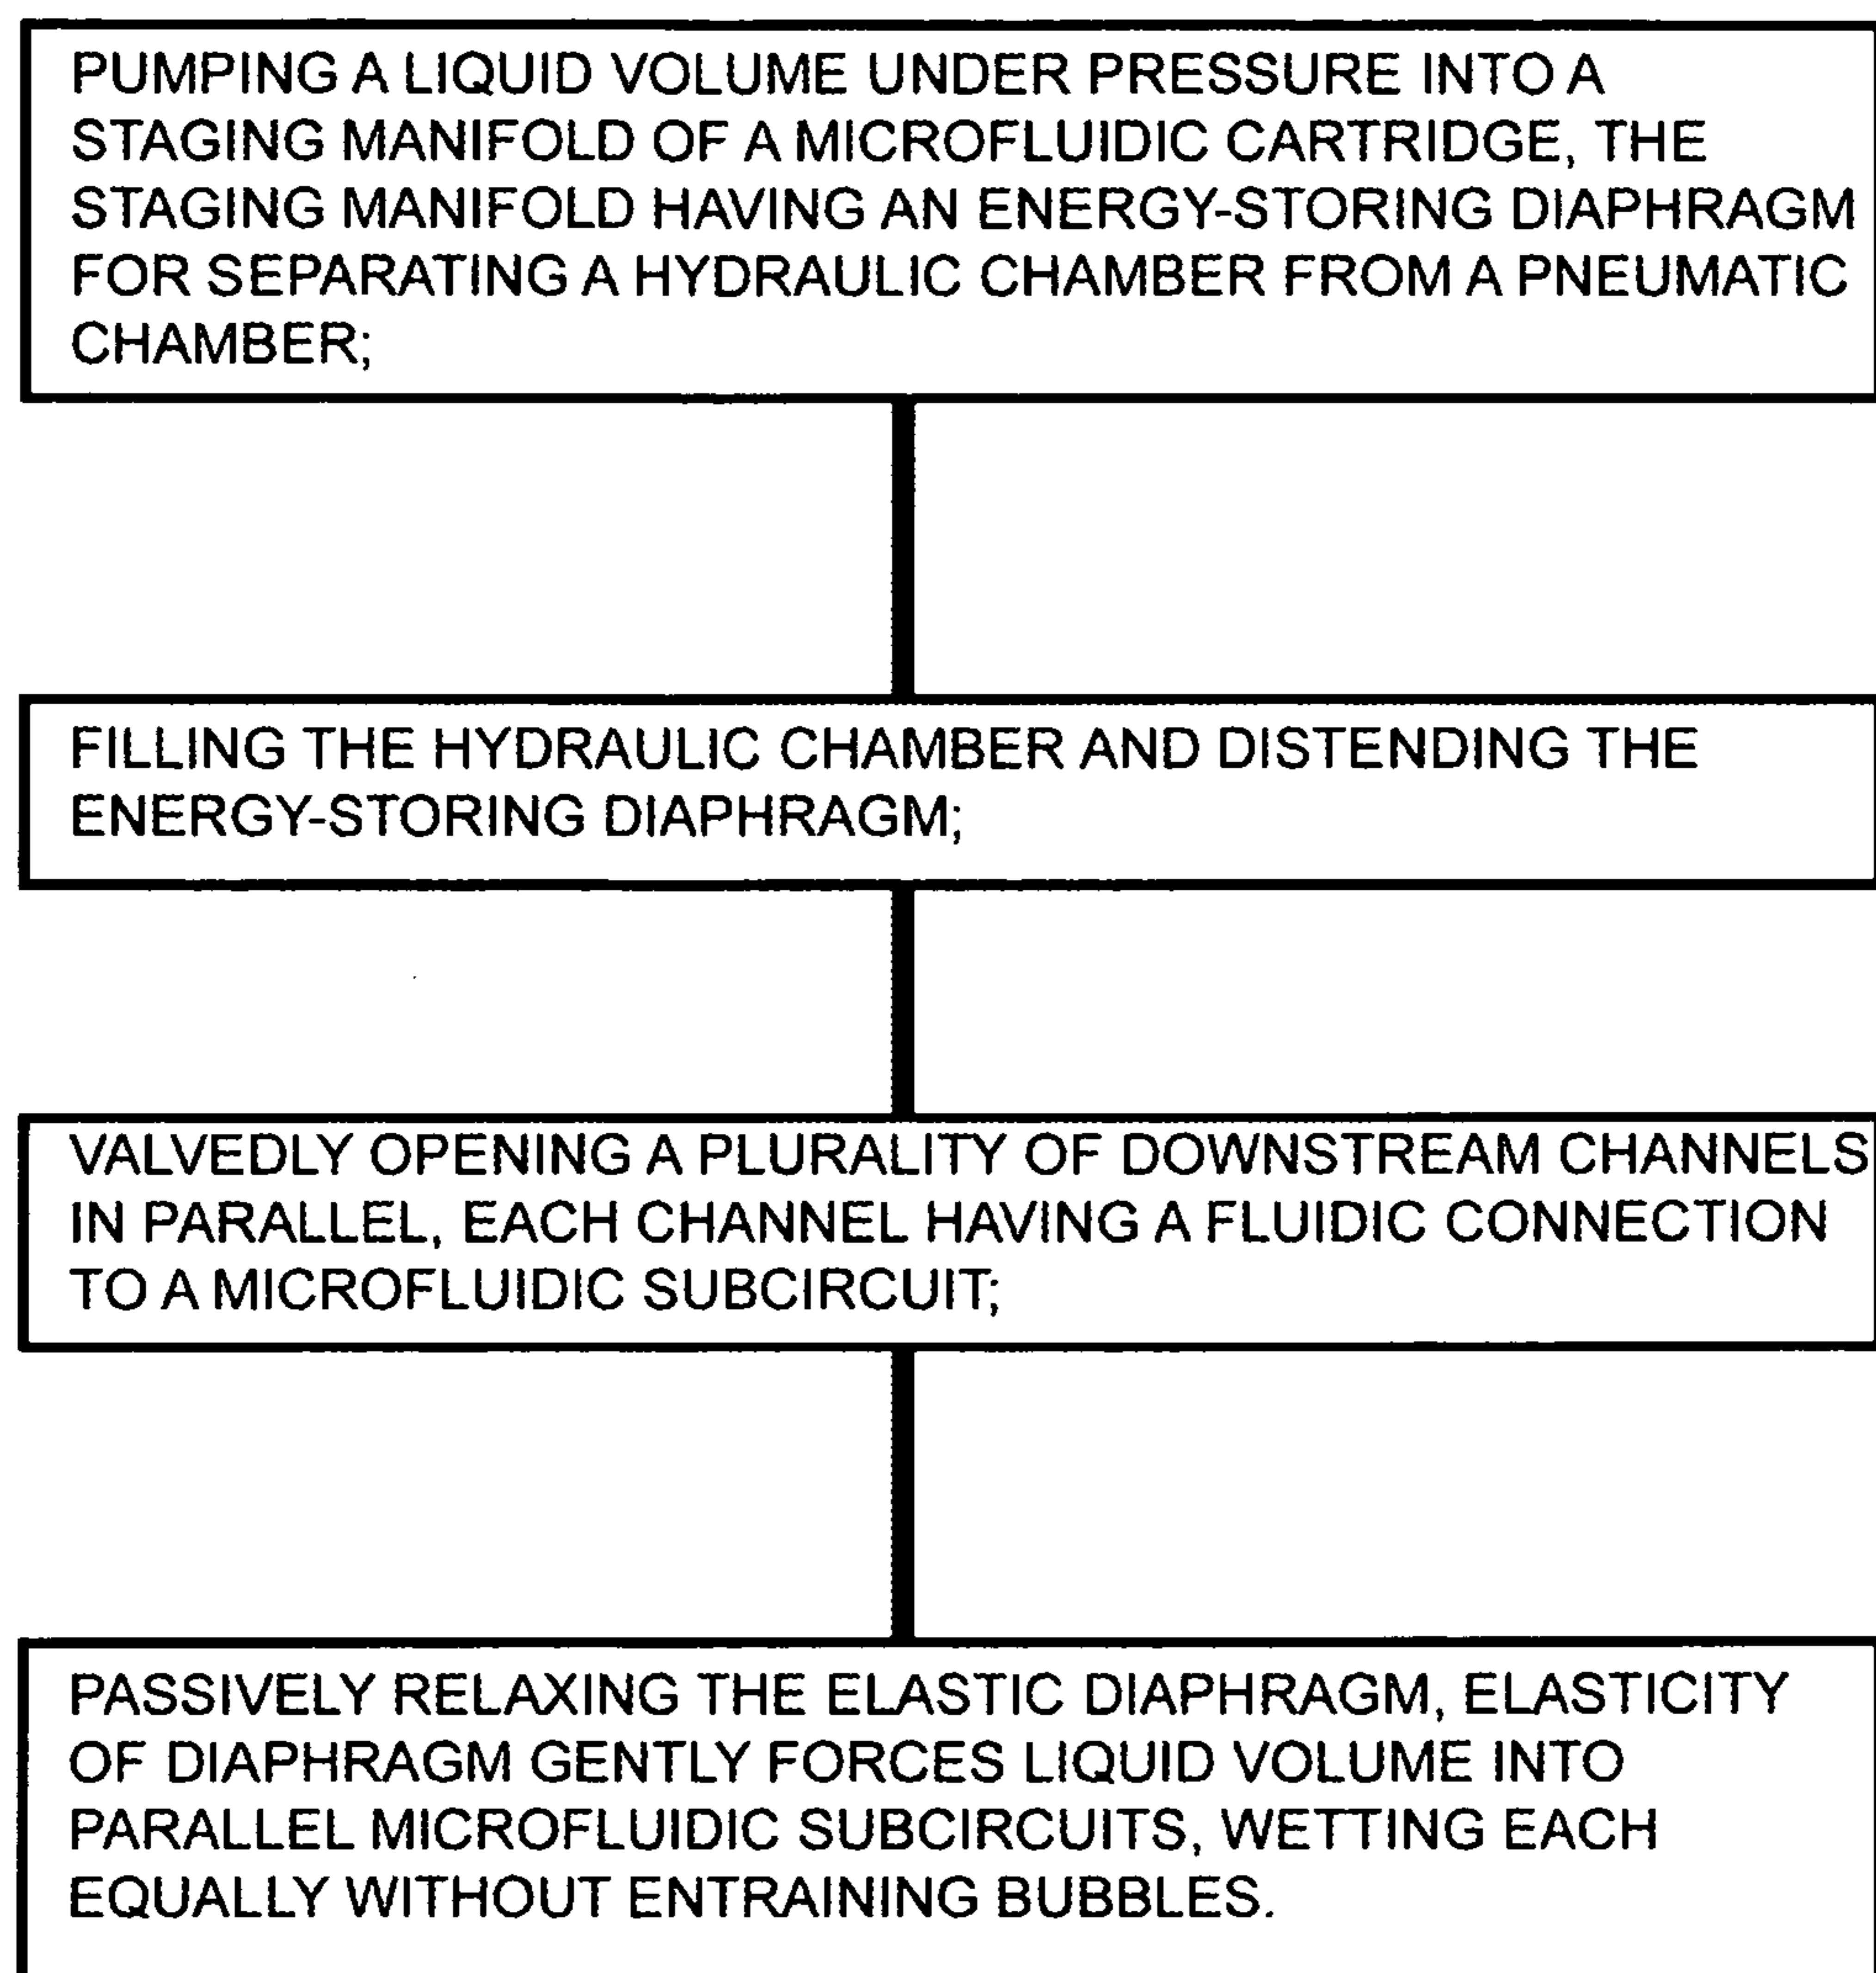 PUMPING A LIQUID VOLUME UNDER PRESSURE INTO A
STAGING MANIFOLD OF A MICROFLUIDIC CARTRIDGE, THE
STAGING MANIFOLD HAVING AN ENERGY-STORING DIAPHRAGM
FOR SEPARATING A HYDRAULIC CHAMBER FROM A PNEUMATIC
CHAMBER;
FILLING THE HYDRAULIC CHAMBER AND DISTENDING THE
ENERGY-STORING DIAPHRAGM;
VALVEDLY OPENING A PLURALITY OF DOWNSTREAM CHANNELS
IN PARALLEL, EACH CHANNEL HAVING A FLUIDIC CONNECTION
TO A MICROFLUIDIC SUBCIRCUIT;
PASSIVELY RELAXING THE ELASTIC DIAPHRAGM, ELASTICITY
OF DIAPHRAGM GENTLY FORCES LIQUID VOLUME INTO
PARALLEL MICROFLUIDIC SUBCIRCUITS, WETTING EACH
EQUALLY WITHOUT ENTRAINING BUBBLES.